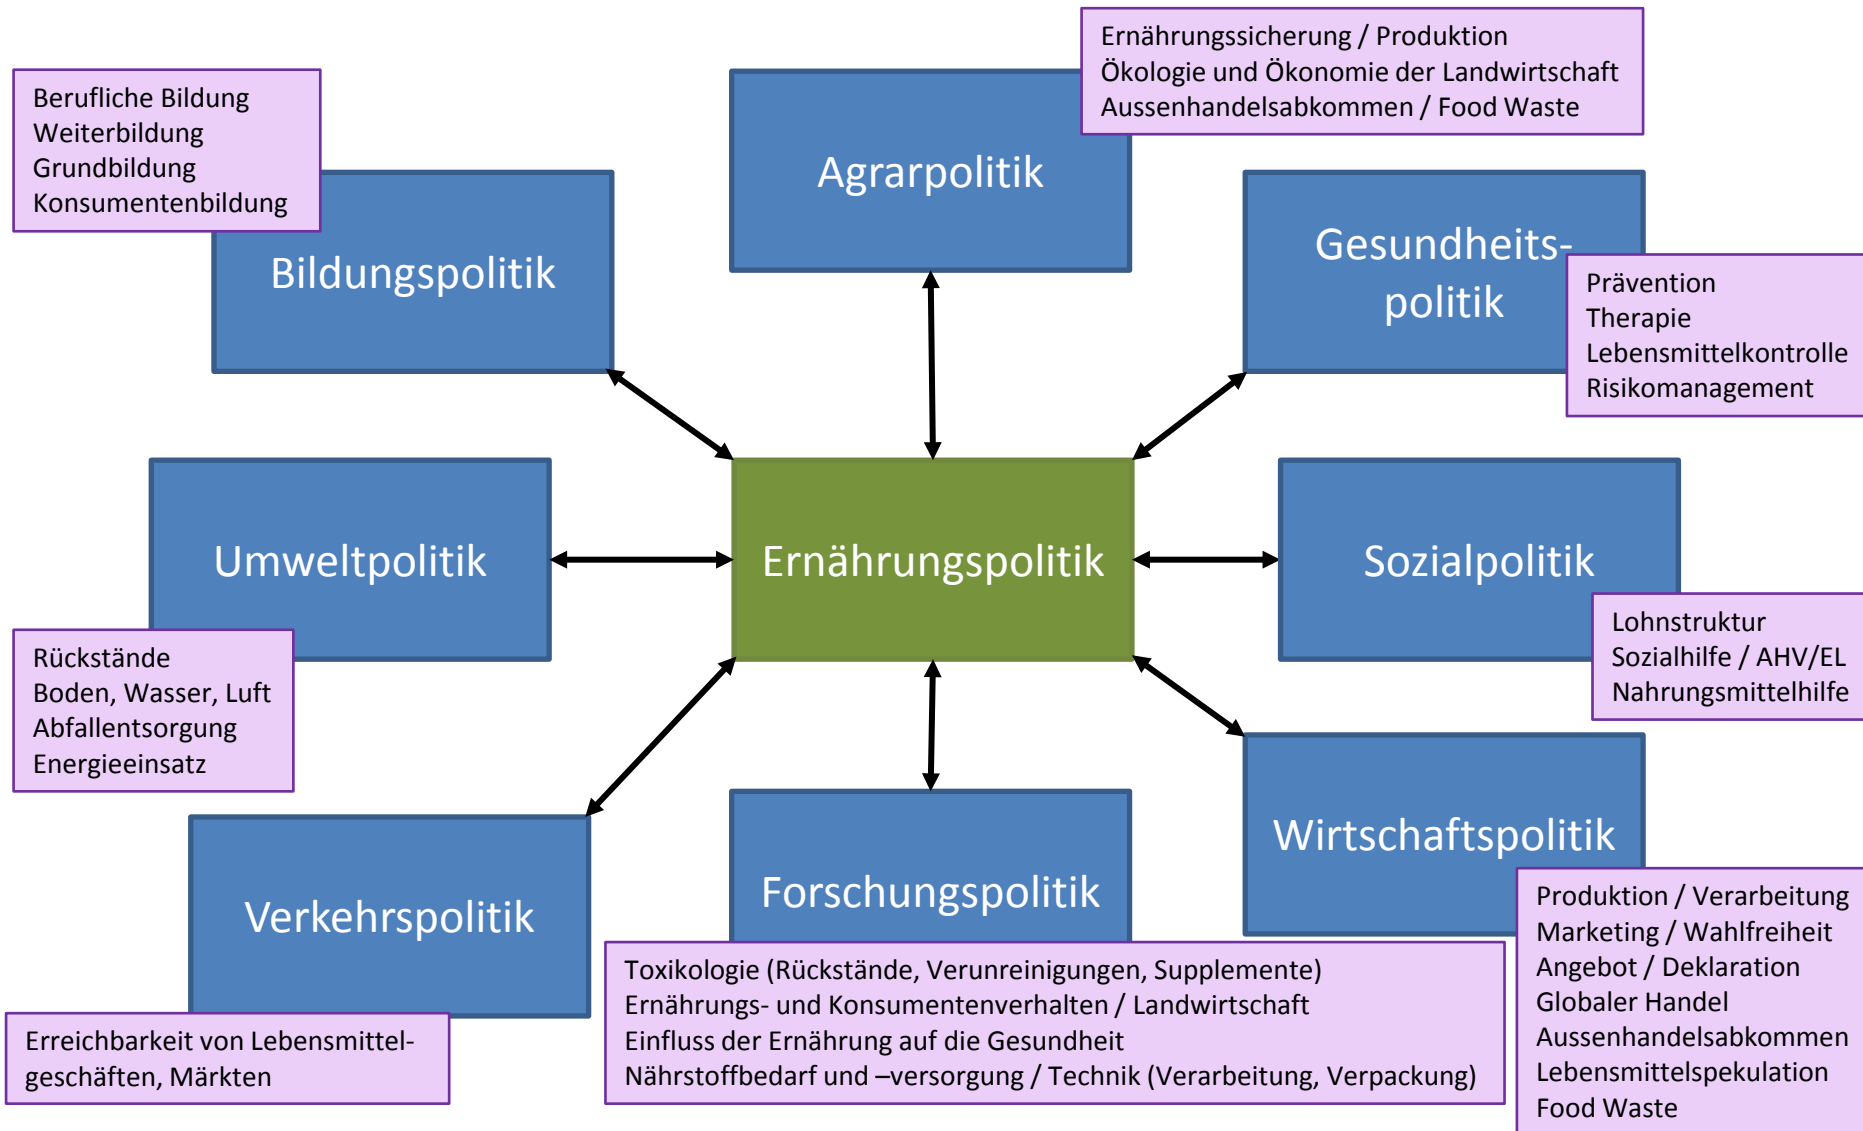 Ernährungssicherung / Produktion
Ökologie und Ökonomie der Landwirtschaft
Aussenhandelsabkommen / Food Waste
Agrarpolitik
Berufliche Bildung
Weiterbildung
Grundbildung
Konsumentenbildung
Bildungspolitik
Gesundheits-
politik
Prävention
Therapie
Lebensmittelkontrolle
Risikomanagement
Umweltpolitik
Ernährungspolitik
Sozialpolitik
Rückstände
Boden, Wasser, Luft
Abfallentsorgung
Energieeinsatz
Lohnstruktur
Sozialhilfe / AHV/EL
Nahrungsmittelhilfe
Verkehrspolitik
Erreichbarkeit von Lebensmittel-
geschäften, Märkten
Forschungspolitik
Toxikologie (Rückstände, Verunreinigungen, Supplemente)
Ernährungs- und Konsumentenverhalten / Landwirtschaft
Einfluss der Ernährung auf die Gesundheit
Nährstoffbedarf und –versorgung / Technik (Verarbeitung, Verpackung)
Wirtschaftspolitik
Produktion / Verarbeitung
Marketing / Wahlfreiheit
Angebot / Deklaration
Globaler Handel
Aussenhandelsabkommen
Lebensmittelspekulation
Food Waste